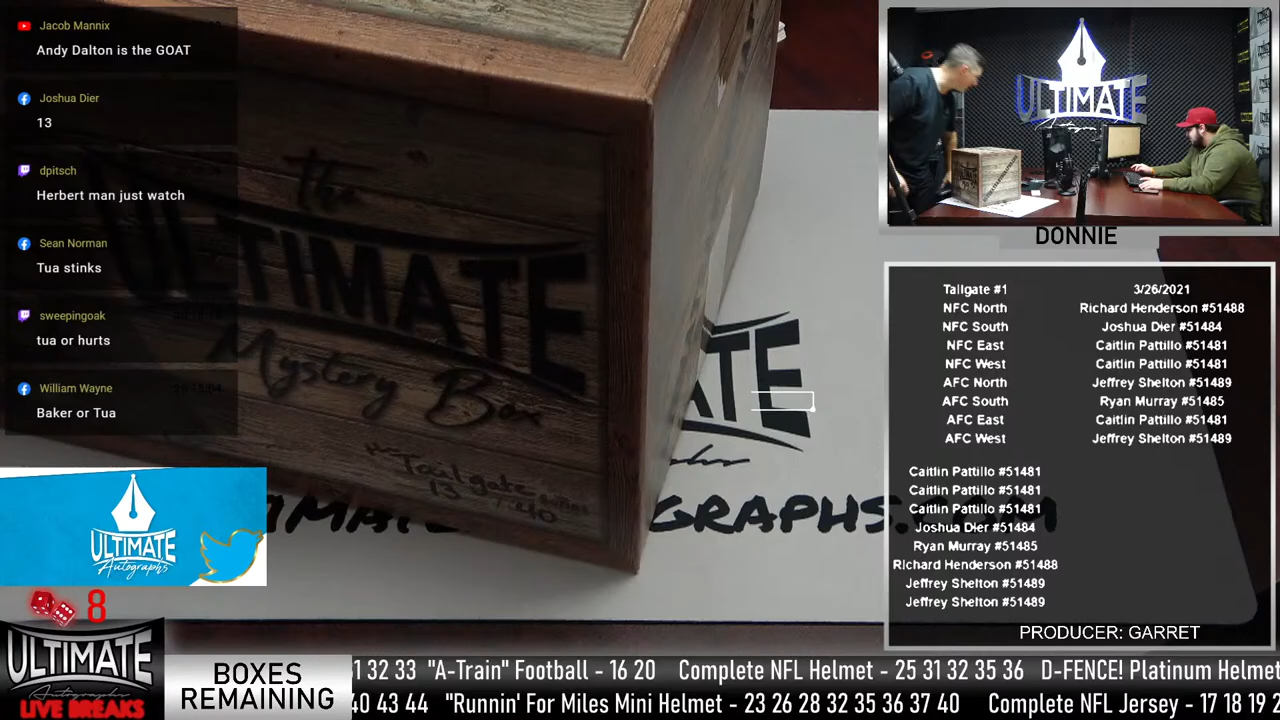 Jacob Mannix
Andy Dalton is the GOAT
Joshua Dier
13
dpitsch
Herbert man just watch
Sean Norman
Tua stinks
sweepingoak
tua or hurts
William Wayne
Baker or Tua
the
ULTIMATE
Mystery Box
Tailgate
13
ULTIMATE
DONNIE
Tailgate #1 3/26/2021
NFC North Richard Henderson #51488
NFC South Joshua Dier #51484
NFC East Caitlin Pattillo #51481
NFC West Caitlin Pattillo #51481
AFC North Jeffrey Shelton #51489
AFC South Ryan Murray #51485
AFC East Caitlin Pattillo #51481
AFC West Jeffrey Shelton #51489
Caitlin Pattillo #51481
Caitlin Pattillo #51481
Caitlin Pattillo #51481
Joshua Dier #51484
Ryan Murray #51485
Richard Henderson #51488
Jeffrey Shelton #51489
Jeffrey Shelton #51489
PRODUCER: GARRET
ULTIMATE
Autographs
8
ULTIMATE
Autographs
LIVE BREAKS
BOXES
REMAINING
31 32 33 "A-Train" Football - 16 20 Complete NFL Helmet - 25 31 32 35 36 D-FENCE! Platinum Helmet
40 43 44 "Runnin' For Miles Mini Helmet - 23 26 28 32 35 36 37 40 Complete NFL Jersey - 17 18 19 2